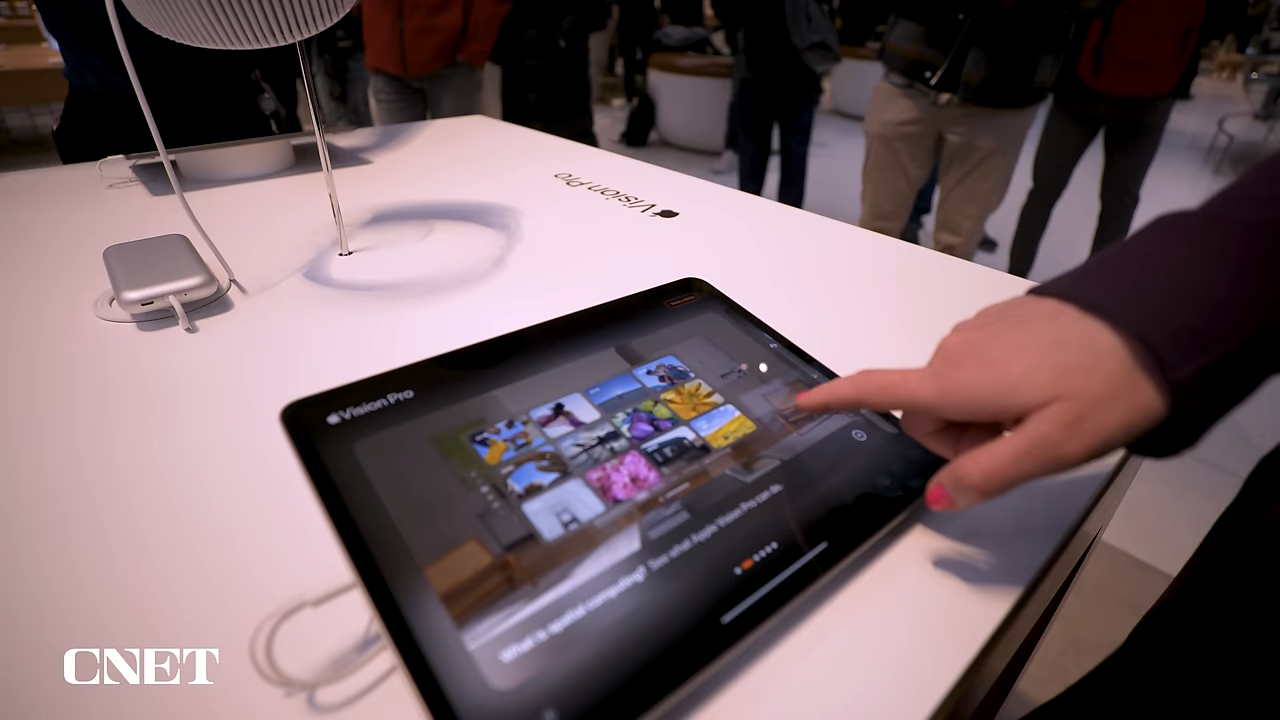 Vision Pro
Vision Pro
What is spatial computing? See what Apple Vision Pro can do.
CNET